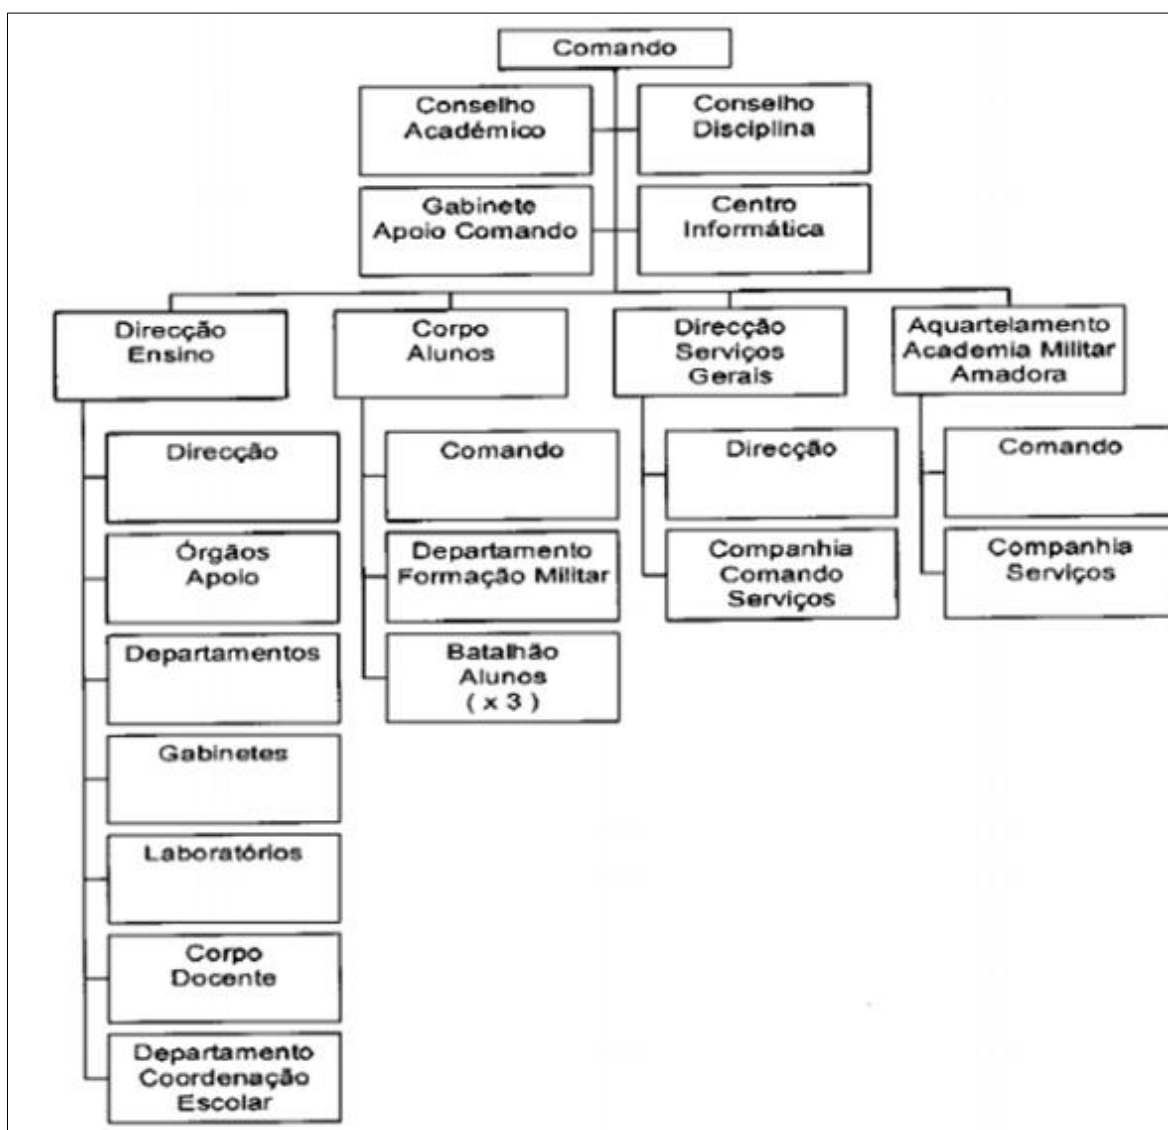 Comando
Conselho
Académico
Conselho
Disciplina
Gabinete
Apoio Comando
Centro
Informática
Direcção
Ensino
Corpo
Alunos
Direcção
Serviços
Gerais
Aquartelamento
Academia Militar
Amadora
Direcção
Órgãos
Apoio
Departamentos
Gabinetes
Laboratórios
Corpo
Docente
Departamento
Coordenação
Escolar
Comando
Departamento
Formação Militar
Batalhão
Alunos
( x 3 )
Direcção
Companhia
Comando
Serviços
Comando
Companhia
Serviços